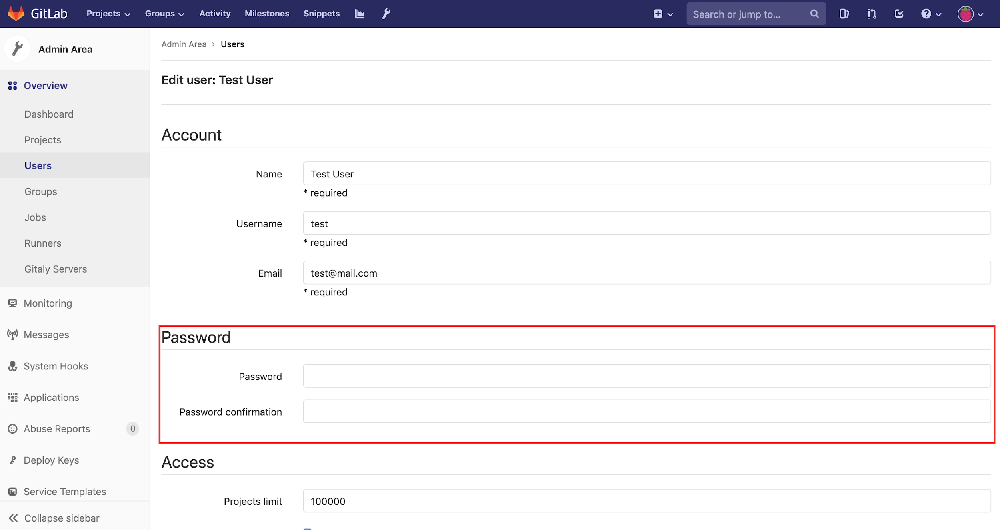 GitLab Projects Groups Activity Milestones Snippets Search or jump to...
Admin Area
Overview
Dashboard
Projects
Users
Groups
Jobs
Runners
Gitaly Servers
Monitoring
Messages
System Hooks
Applications
Abuse Reports 0
Deploy Keys
Service Templates
Collapse sidebar
Admin Area > Users
Edit user: Test User
Account
Name Test User
* required
Username test
* required
Email test@mail.com
* required
Password
Password
Password confirmation
Access
Projects limit 100000